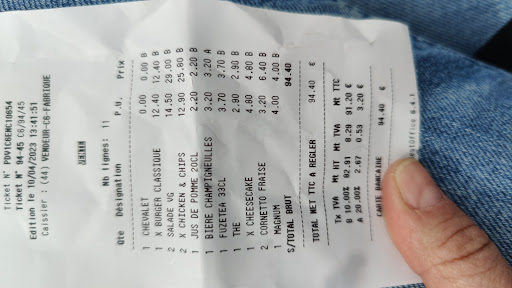 Ticket N° PDV1CREMC10654
Ticket N° 94-45 C6/94/45
Edition le 10/04/2023 13:41:51
Caissier : (44) VENDEUR-C6-FABRIQUE
Nb lignes: 11
Qte Désignation P.U. Prix
1 CHEVALET 0.00 0.00 B
1 X BURGER CLASSIQUE 12.40 12.40 B
2 SALADE VG 14.50 29.00 B
2 X CHICKEN & CHIPS 12.90 25.80 B
1 JUS DE POMME 20CL 2.20 2.20 B
1 BIERE CHAMPIGNEULLES 3.20 3.20 A
1 FUZETEA 33CL 3.70 3.70 B
1 THE 2.90 2.90 B
1 X CHEESECAKE 4.80 4.80 B
2 CORNETTO FRAISE 3.20 6.40 B
1 MAGNUM 4.00 4.00 B
S/TOTAL BRUT 94.40
TOTAL NET TTC A REGLER 94.40 €
Tx TVA Mt HT Mt TVA Mt TTC
B 10.00% 82.91 8.29 91.20 €
A 20.00% 2.67 0.53 3.20 €
CARTE BANCAIRE 94.40 €